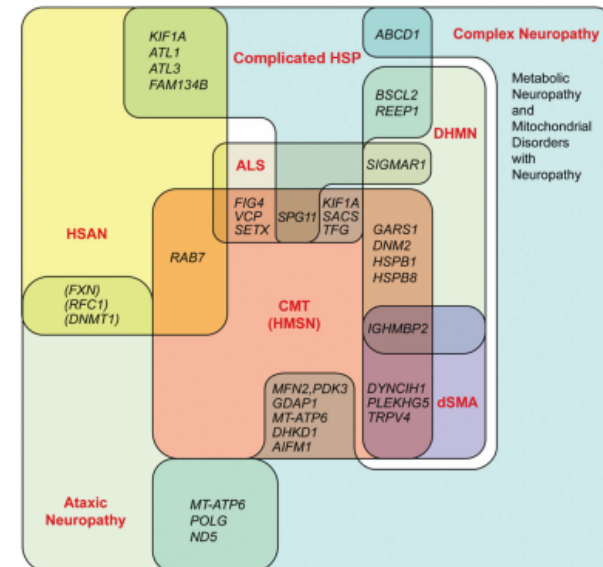 KIF1A
ATL1
ATL3
FAM134B
Complicated HSP
ABCD1
Complex Neuropathy
Metabolic
Neuropathy
and
Mitochondrial
Disorders
with
Neuropathy
BSCL2
REEP1
DHMN
ALS
SIGMAR1
HSAN
FIG4
VCP
SETX
SPG11
KIF1A
SACS
TFG
GARS1
DNM2
HSPB1
HSPB8
RAB7
(FXN)
(RFC1)
(DNMT1)
CMT
(HMSN)
IGHMBP2
MFN2,PDK3
GDAP1
MT-ATP6
DHKD1
AIFM1
DYNCIH1
PLEKHG5
TRPV4
dSMA
Ataxic
Neuropathy
MT-ATP6
POLG
ND5